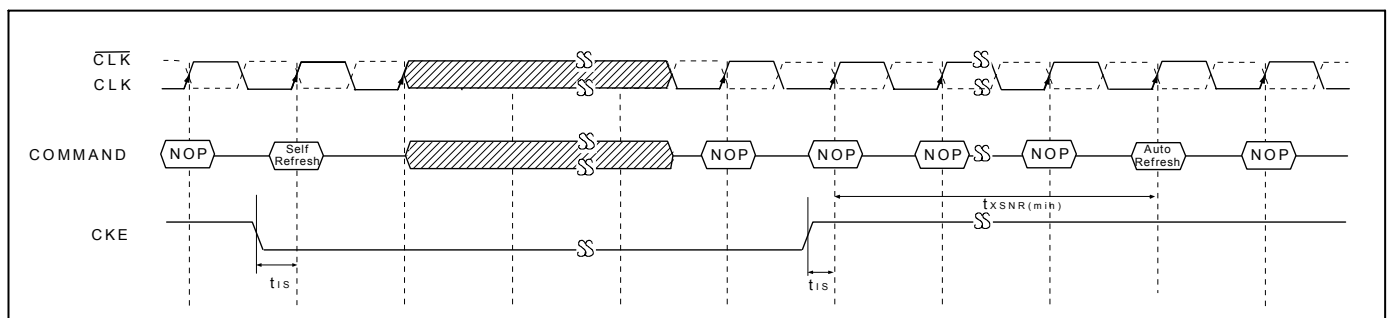 CLK
CLK
COMMAND NOP Self Refresh NOP NOP NOP NOP Auto Refresh NOP
tXSNR(min)
CKE
tIS tIS